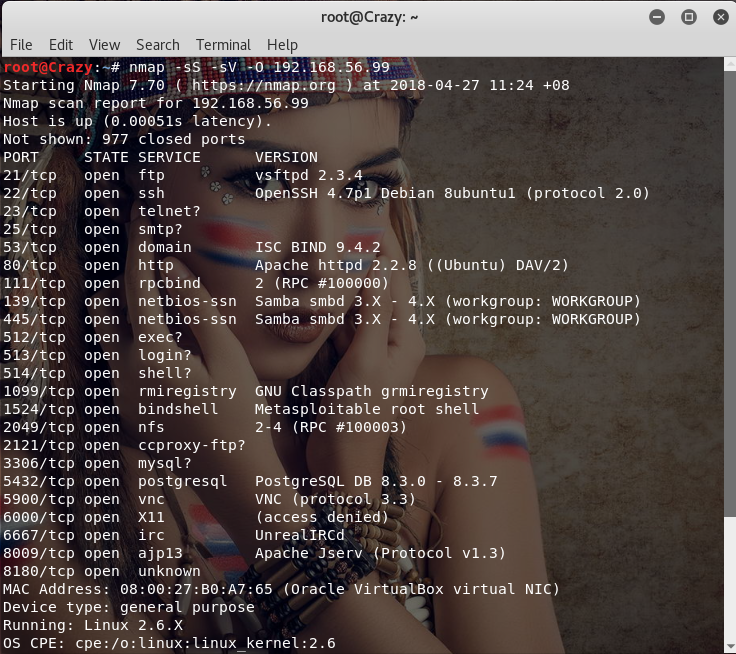 root@Crazy: ~
File Edit View Search Terminal Help
root@Crazy:~# nmap -sS -sV -O 192.168.56.99
Starting Nmap 7.70 ( https://nmap.org ) at 2018-04-27 11:24 +08
Nmap scan report for 192.168.56.99
Host is up (0.00051s latency).
Not shown: 977 closed ports
PORT     STATE SERVICE      VERSION
21/tcp   open  ftp          vsftpd 2.3.4
22/tcp   open  ssh          OpenSSH 4.7p1 Debian 8ubuntu1 (protocol 2.0)
23/tcp   open  telnet?
25/tcp   open  smtp?
53/tcp   open  domain       ISC BIND 9.4.2
80/tcp   open  http         Apache httpd 2.2.8 ((Ubuntu) DAV/2)
111/tcp  open  rpcbind      2 (RPC #100000)
139/tcp  open  netbios-ssn  Samba smbd 3.X - 4.X (workgroup: WORKGROUP)
445/tcp  open  netbios-ssn  Samba smbd 3.X - 4.X (workgroup: WORKGROUP)
512/tcp  open  exec?
513/tcp  open  login?
514/tcp  open  shell?
1099/tcp open  rmiregistry  GNU Classpath grmiregistry
1524/tcp open  bindshell    Metasploitable root shell
2049/tcp open  nfs          2-4 (RPC #100003)
2121/tcp open  ccproxy-ftp?
3306/tcp open  mysql?
5432/tcp open  postgresql   PostgreSQL DB 8.3.0 - 8.3.7
5900/tcp open  vnc          VNC (protocol 3.3)
6000/tcp open  X11          (access denied)
6667/tcp open  irc          UnrealIRCd
8009/tcp open  ajp13        Apache Jserv (Protocol v1.3)
8180/tcp open  unknown
MAC Address: 08:00:27:B0:A7:65 (Oracle VirtualBox virtual NIC)
Device type: general purpose
Running: Linux 2.6.X
OS CPE: cpe:/o:linux:linux_kernel:2.6